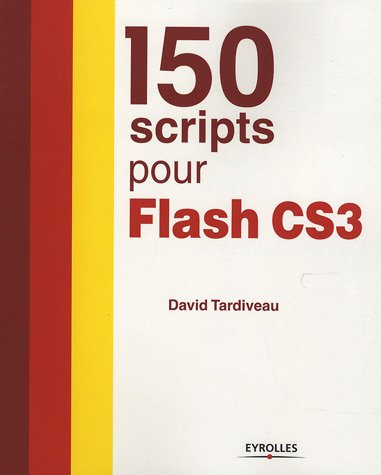 150
scripts
pour
Flash CS3
David Tardiveau
EYROLLES